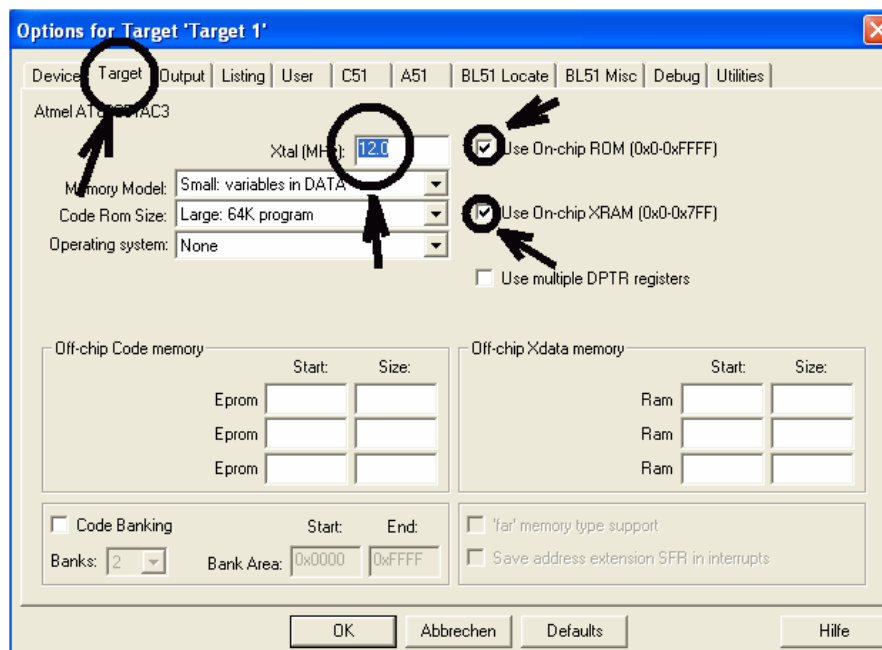 Options for Target 'Target 1'
Device Target Output Listing User C51 A51 BL51 Locate BL51 Misc Debug Utilities
Atmel
Xtal (MHz): 12.0
Use On-chip ROM (0x0-0xFFFF)
Memory Model: Small: variables in DATA
Code Rom Size: Large: 64K program
Use On-chip XRAM (0x0-0x7FF)
Operating system: None
Use multiple DPTR registers
Off-chip Code memory
Start: Size:
Eprom
Eprom
Eprom
Off-chip Xdata memory
Start: Size:
Ram
Ram
Ram
Code Banking Start: End:
Banks: 2 Bank Area: 0x0000 0xFFFF
'far' memory type support
Save address extension SFR in interrupts
OK Abbrechen Defaults Hilfe